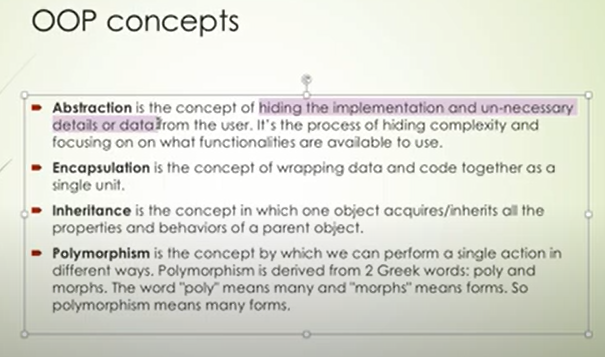 OOP concepts
Abstraction is the concept of hiding the implementation and un-necessary
details or data from the user. It's the process of hiding complexity and
focusing on on what functionalities are available to use.
Encapsulation is the concept of wrapping data and code together as a
single unit.
Inheritance is the concept in which one object acquires/inherits all the
properties and behaviors of a parent object.
Polymorphism is the concept by which we can perform a single action in
different ways. Polymorphism is derived from 2 Greek words: poly and
morphs. The word "poly" means many and "morphs" means forms. So
polymorphism means many forms.